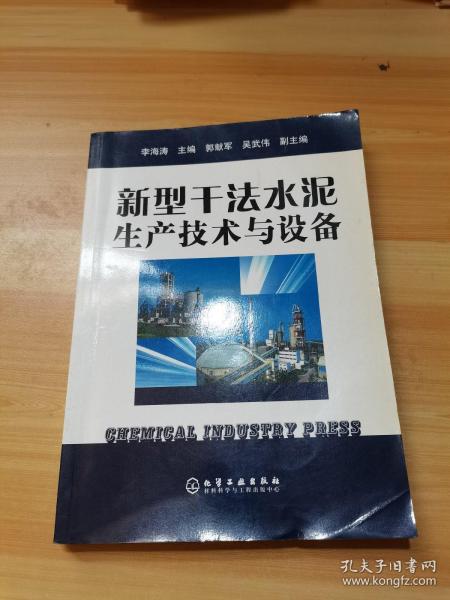 李海涛 主编 郭献军 吴武伟 副主编
新型干法水泥
生产技术与设备
CHEMICAL INDUSTRY PRESS
化学工业出版社
材料科学与工程出版中心
孔夫子旧书网
www.kongfz.com